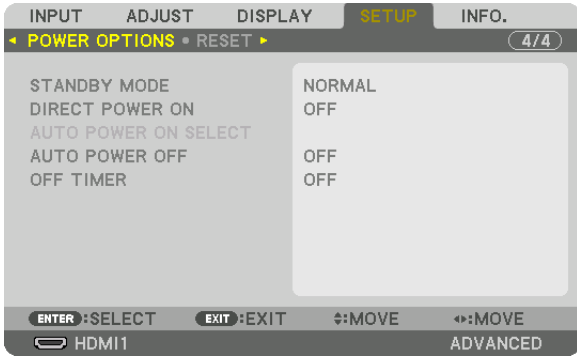 INPUT ADJUST DISPLAY SETUP INFO.
POWER OPTIONS • RESET 4/4
STANDBY MODE NORMAL
DIRECT POWER ON OFF
AUTO POWER ON SELECT
AUTO POWER OFF OFF
OFF TIMER OFF
ENTER :SELECT EXIT :EXIT :MOVE :MOVE
HDMI1 ADVANCED